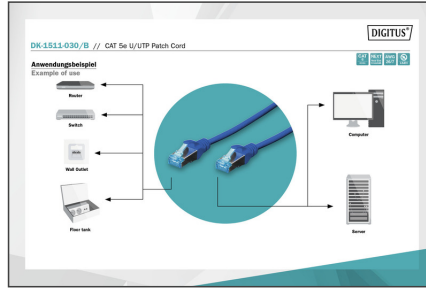 DIGITUS®
DK-1511-030/B // CAT 5e U/UTP Patch Cord
Anwendungsbeispiel
Example of use
Router
Switch
Wall Outlet
Floor tank
Computer
Server